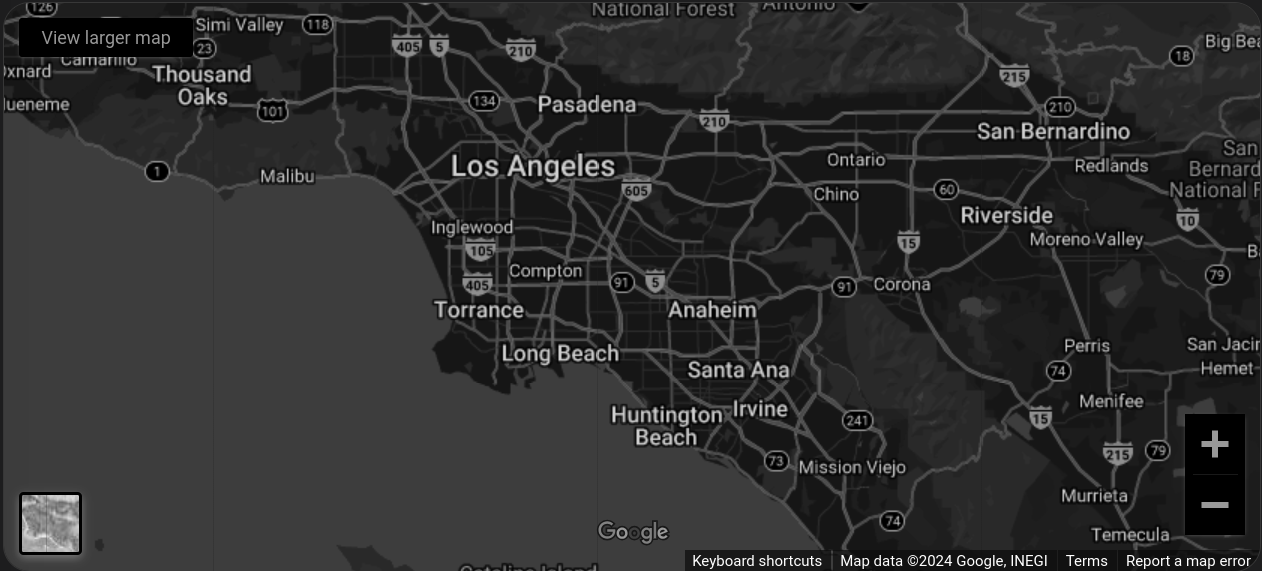 126
National Forest
Antonio
Simi Valley
118
View larger map
23
405
5
210
18
Big Bea
Camarillo
Oxnard
Thousand
Oaks
215
Hueneme
101
134
Pasadena
210
210
San Bernardino
Los Angeles
Ontario
Redlands
San
Bernard
National F
1
Malibu
605
Chino
60
Riverside
10
Inglewood
105
15
Moreno Valley
B
405
Compton
91
5
91
Corona
79
Torrance
Anaheim
Long Beach
Perris
San Jacin
Santa Ana
74
Hemet
Huntington
Beach
Irvine
241
15
Menifee
73
Mission Viejo
215
79
Murrieta
74
Temecula
Google
Catalina Island
Keyboard shortcuts
Map data ©2024 Google, INEGI
Terms
Report a map error